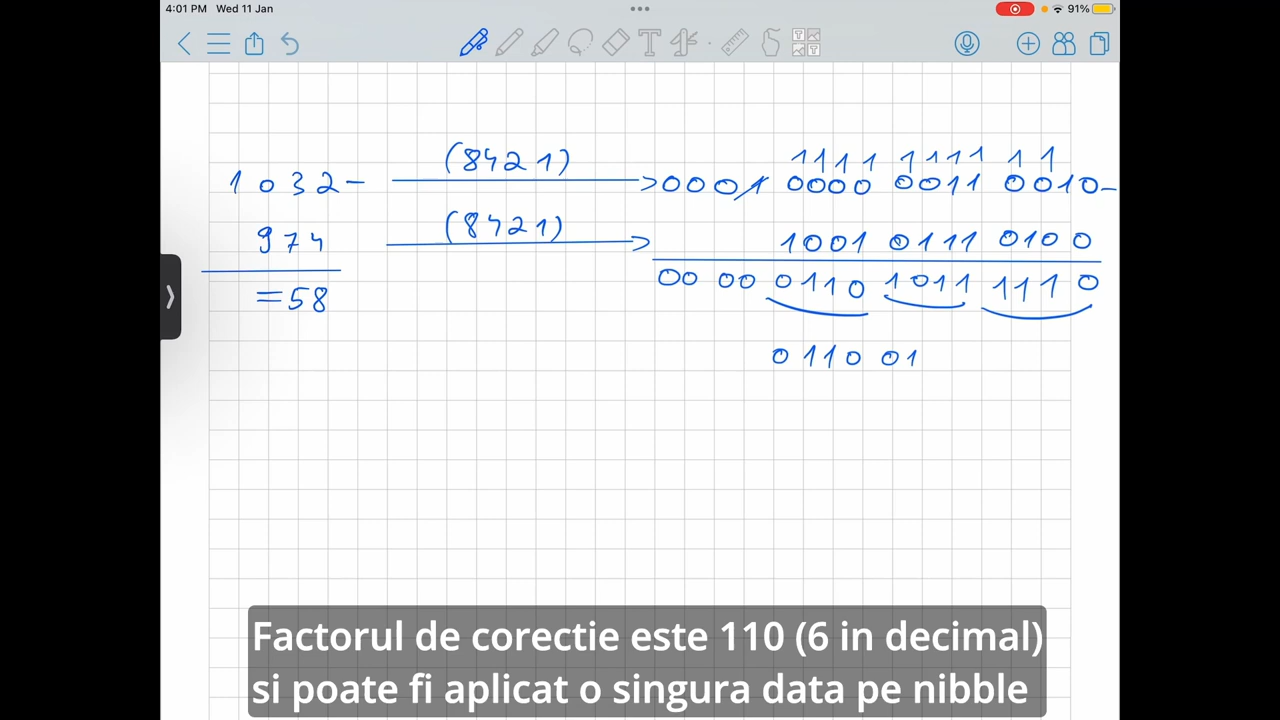 4:01 PM Wed 11 Jan 91%
1111 1111 11
1032- (8421) 0001 0000 0011 0010-
974 (8421) 1001 0111 0100
=58 0000 0110 1011 1110
0110 01
Factorul de corectie este 110 (6 in decimal)
si poate fi aplicat o singura data pe nibble